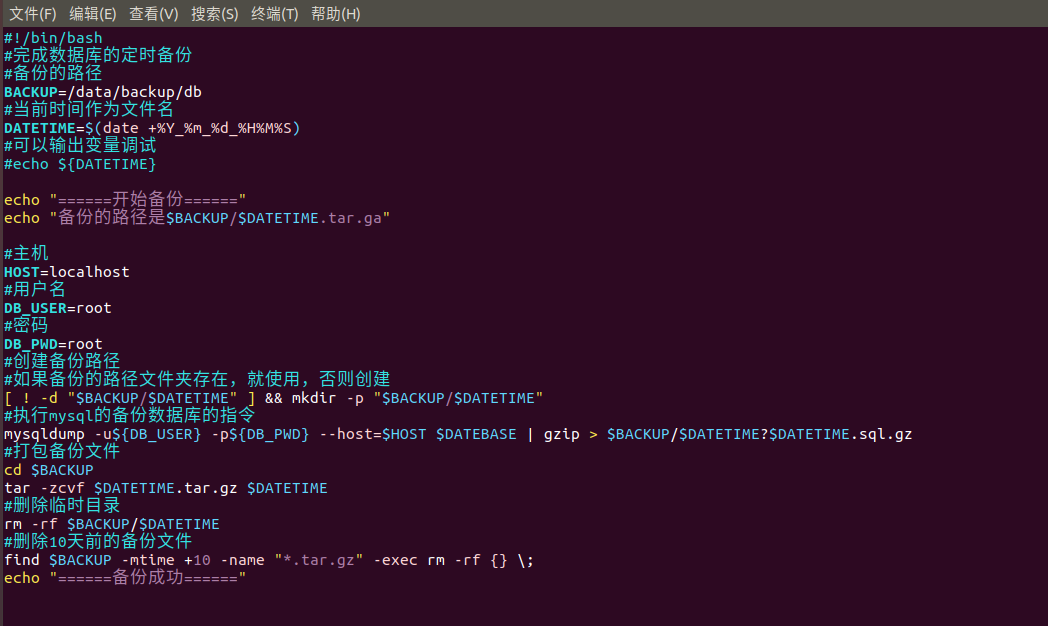 文件(F) 编辑(E) 查看(V) 搜索(S) 终端(T) 帮助(H)
#!/bin/bash
#完成数据库的定时备份
#备份的路径
BACKUP=/data/backup/db
#当前时间作为文件名
DATETIME=$(date +%Y_%m_%d_%H%M%S)
#可以输出变量调试
#echo ${DATETIME}
echo "======开始备份======"
echo "备份的路径是$BACKUP/$DATETIME.tar.ga"
#主机
HOST=localhost
#用户名
DB_USER=root
#密码
DB_PWD=root
#创建备份路径
#如果备份的路径文件夹存在，就使用，否则创建
[ ! -d "$BACKUP/$DATETIME" ] && mkdir -p "$BACKUP/$DATETIME"
#执行mysql的备份数据库的指令
mysqldump -u${DB_USER} -p${DB_PWD} --host=$HOST $DATEBASE | gzip > $BACKUP/$DATETIME?$DATETIME.sql.gz
#打包备份文件
cd $BACKUP
tar -zcvf $DATETIME.tar.gz $DATETIME
#删除临时目录
rm -rf $BACKUP/$DATETIME
#删除10天前的备份文件
find $BACKUP -mtime +10 -name "*.tar.gz" -exec rm -rf {} \;
echo "======备份成功======"